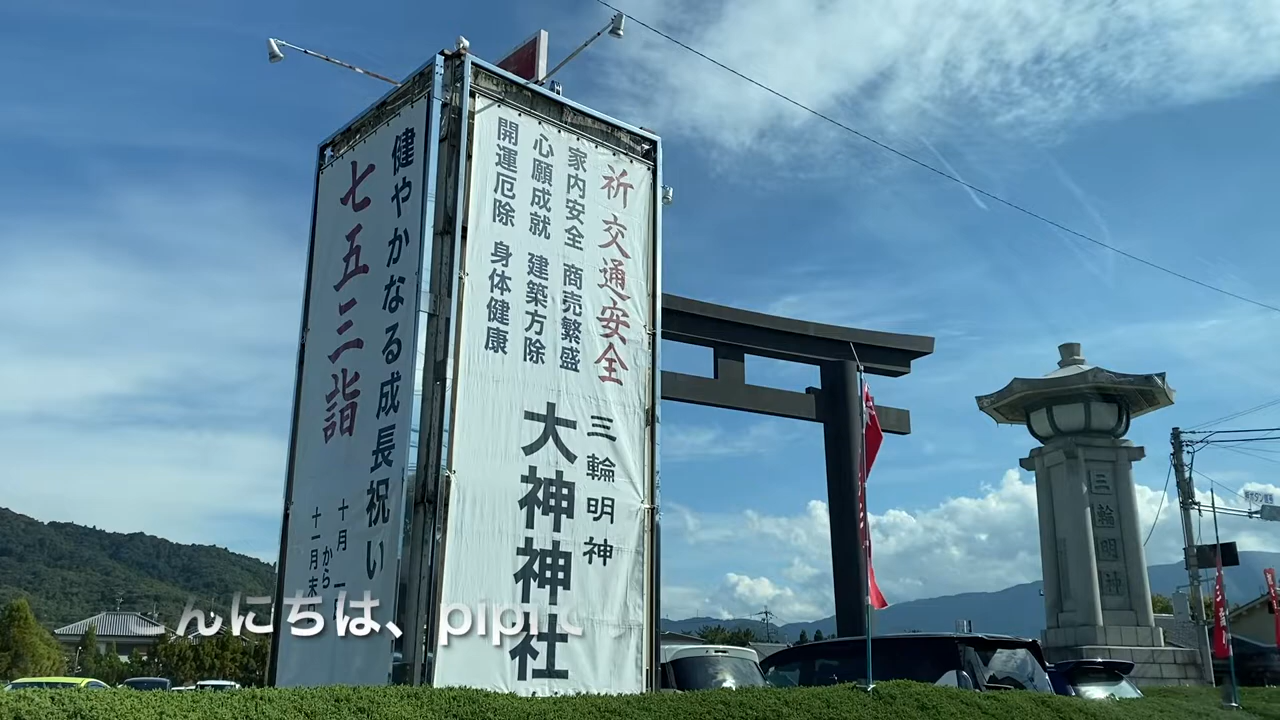 健やかなる成長祝い
七五三詣
十月一
から
十一月末
祈交通安全
家内安全 商売繁盛
心願成就 建築方除
開運厄除 身体健康
三輪明神
大神神社
三輪明神
んにちは、pipi